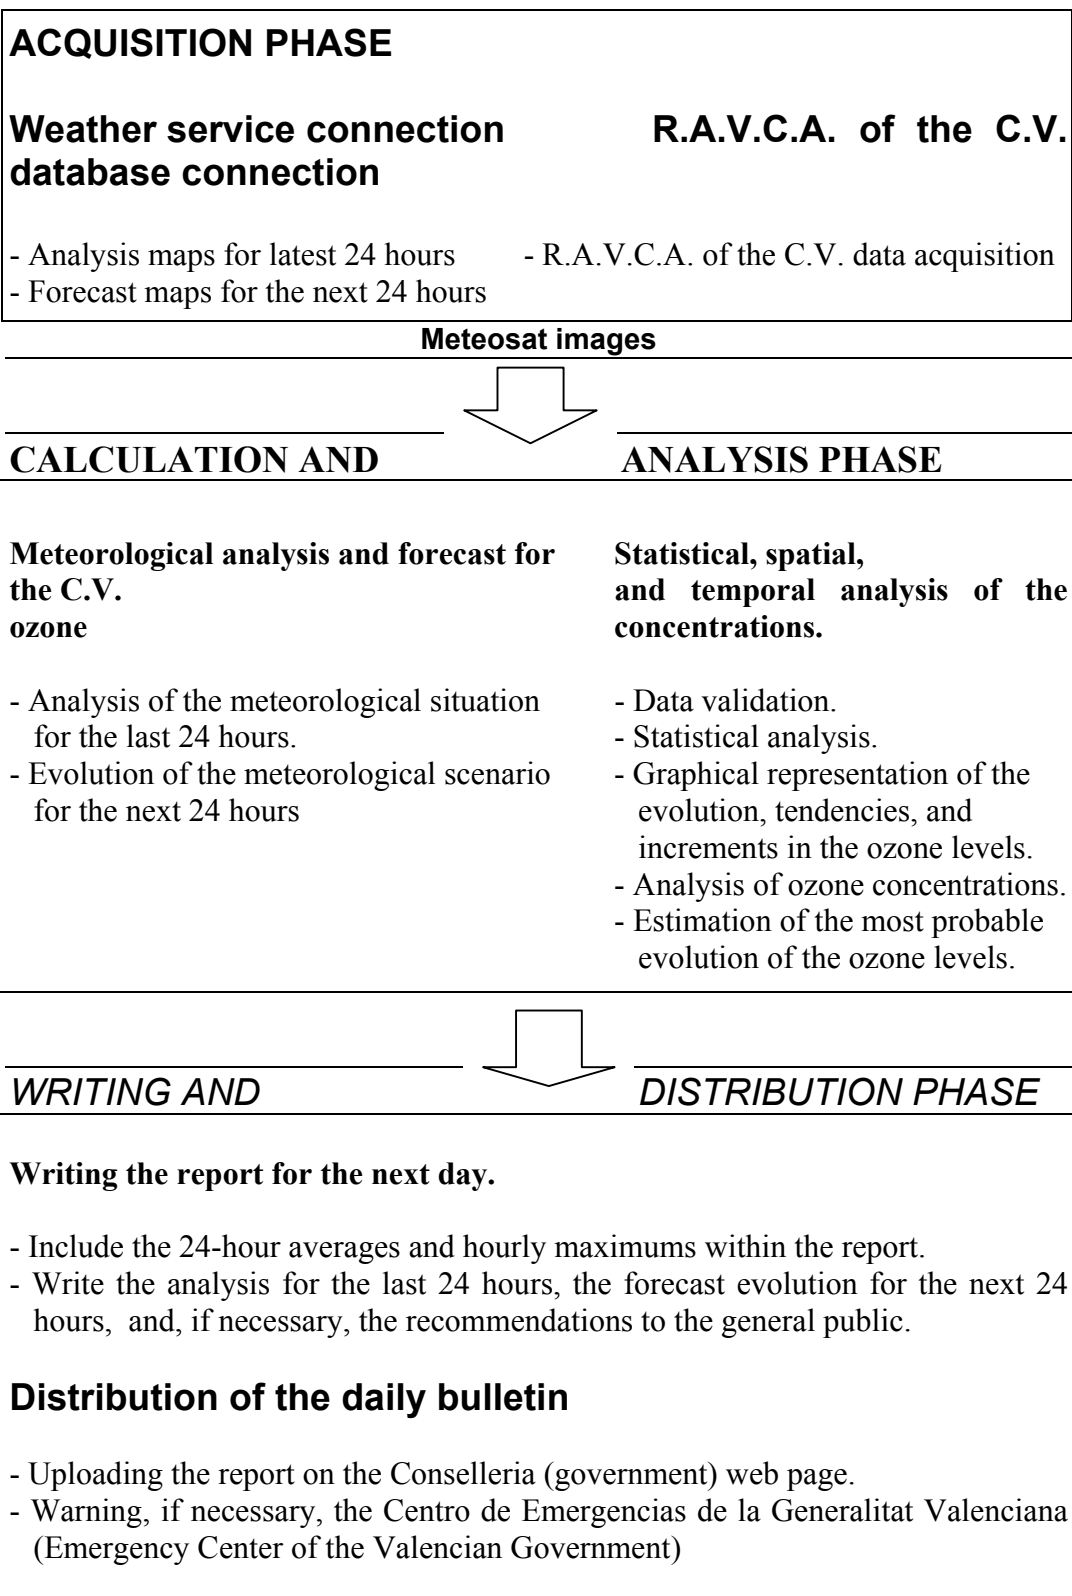 ACQUISITION PHASE
Weather service connection R.A.V.C.A. of the C.V.
database connection
- Analysis maps for latest 24 hours - R.A.V.C.A. of the C.V. data acquisition
- Forecast maps for the next 24 hours
Meteosat images
CALCULATION AND ANALYSIS PHASE
Meteorological analysis and forecast for
the C.V.
ozone
Statistical, spatial,
and temporal analysis of the
concentrations.
- Analysis of the meteorological situation
for the last 24 hours.
- Evolution of the meteorological scenario
for the next 24 hours
- Data validation.
- Statistical analysis.
- Graphical representation of the
evolution, tendencies, and
increments in the ozone levels.
- Analysis of ozone concentrations.
- Estimation of the most probable
evolution of the ozone levels.
WRITING AND DISTRIBUTION PHASE
Writing the report for the next day.
- Include the 24-hour averages and hourly maximums within the report.
- Write the analysis for the last 24 hours, the forecast evolution for the next 24
hours, and, if necessary, the recommendations to the general public.
Distribution of the daily bulletin
- Uploading the report on the Conselleria (government) web page.
- Warning, if necessary, the Centro de Emergencias de la Generalitat Valenciana
(Emergency Center of the Valencian Government)